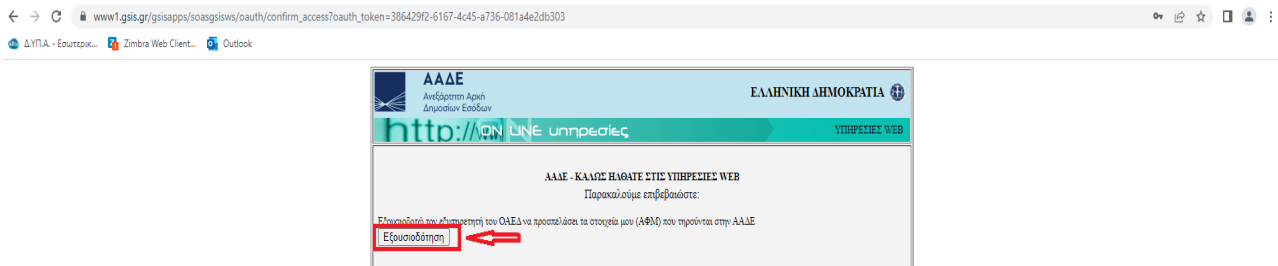 www1.gsis.gr/gsisapps/soasgsisws/oauth/confirm_access?oauth_token=386429f2-6167-4c45-a736-081a4e2db303
Δ.ΥΠ.Α. - Εσωτερικ... Zimbra Web Client... Outlook
ΑΑΔΕ
Ανεξάρτητη Αρχή
Δημοσίων Εσόδων
ΕΛΛΗΝΙΚΗ ΔΗΜΟΚΡΑΤΙΑ
http://www ON LINE υπηρεσίες
ΥΠΗΡΕΣΙΕΣ WEB
ΑΑΔΕ - ΚΑΛΩΣ ΗΛΘΑΤΕ ΣΤΙΣ ΥΠΗΡΕΣΙΕΣ WEB
Παρακαλούμε επιβεβαιώστε:
Εξουσιοδοτώ τον εξυπηρετητή του ΟΑΕΔ να προσπελάσει τα στοιχεία μου (ΑΦΜ) που τηρούνται στην ΑΑΔΕ
Εξουσιοδότηση